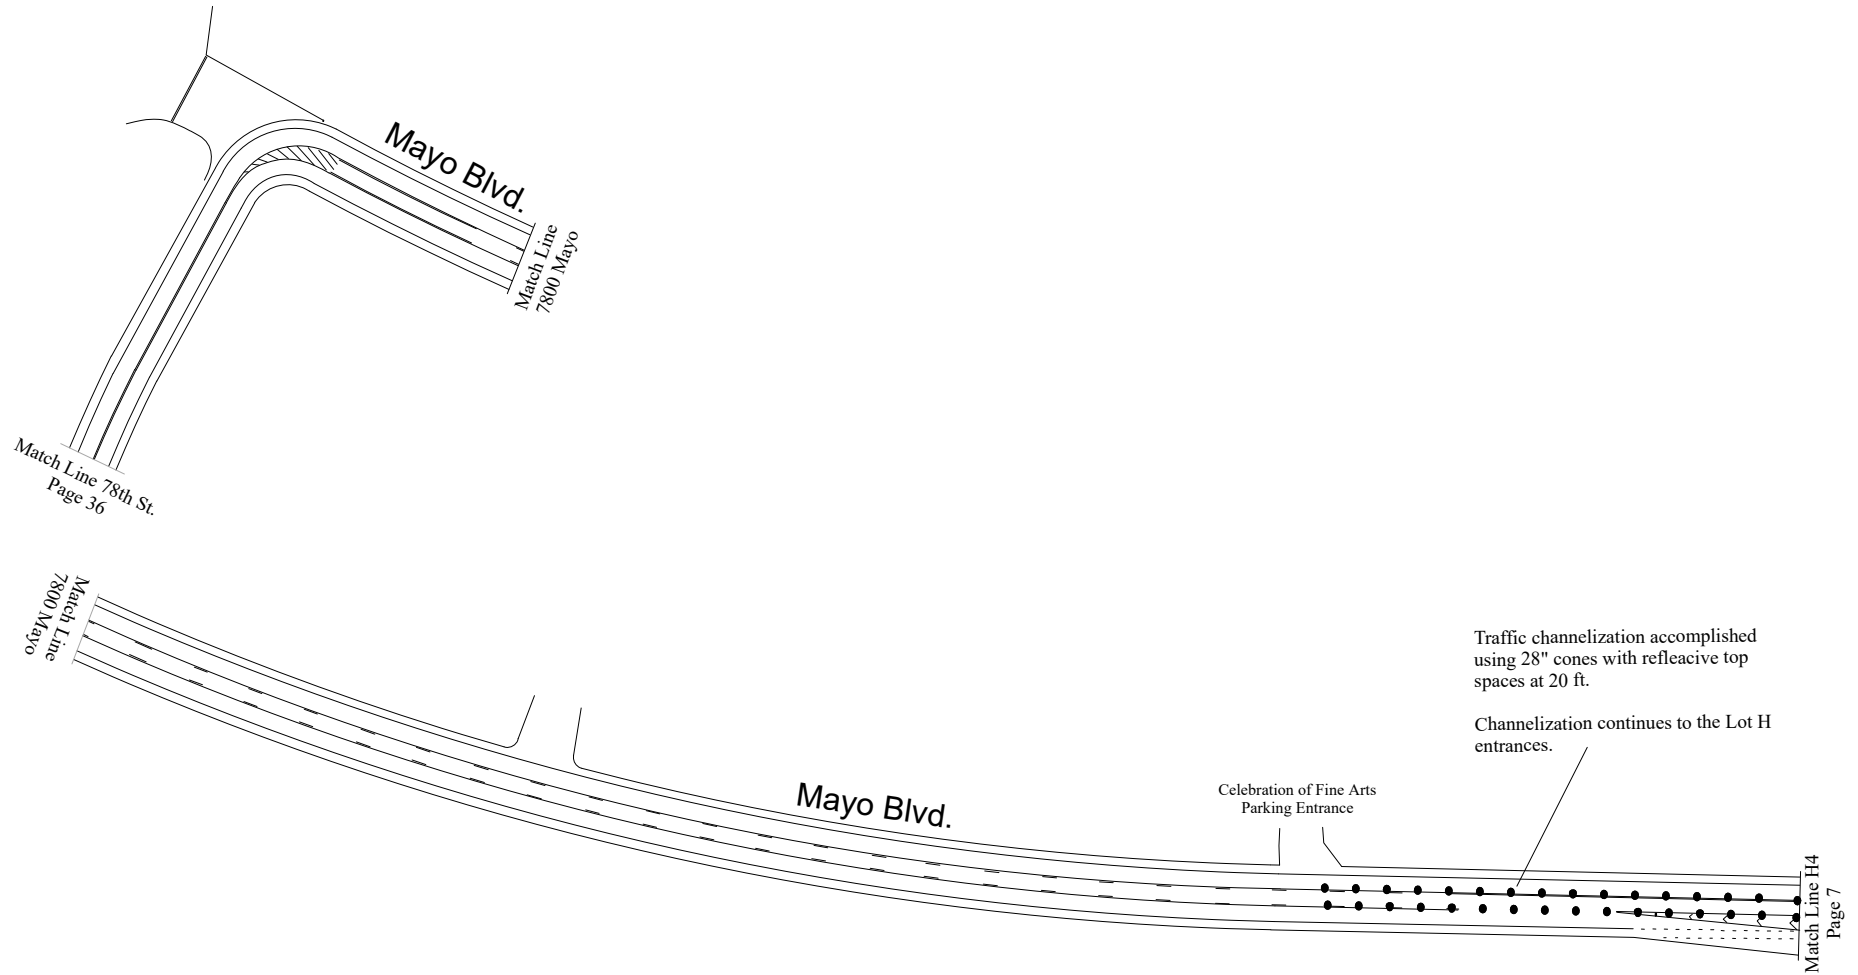 Mayo Blvd.
Match Line
7800 Mayo
Match Line 78th St.
Page 36
Match Line
7800 Mayo
Traffic channelization accomplished
using 28" cones with refleacive top
spaces at 20 ft.
Channelization continues to the Lot H
entrances.
Mayo Blvd.
Celebration of Fine Arts
Parking Entrance
Match Line H4
Page 7